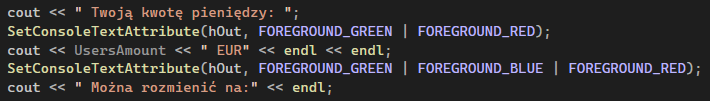 cout << " Twoją kwotę pieniędzy: ";
SetConsoleTextAttribute(hOut, FOREGROUND_GREEN | FOREGROUND_RED);
cout << UsersAmount << " EUR" << endl << endl;
SetConsoleTextAttribute(hOut, FOREGROUND_GREEN | FOREGROUND_BLUE | FOREGROUND_RED);
cout << " Można rozmienić na:" << endl;